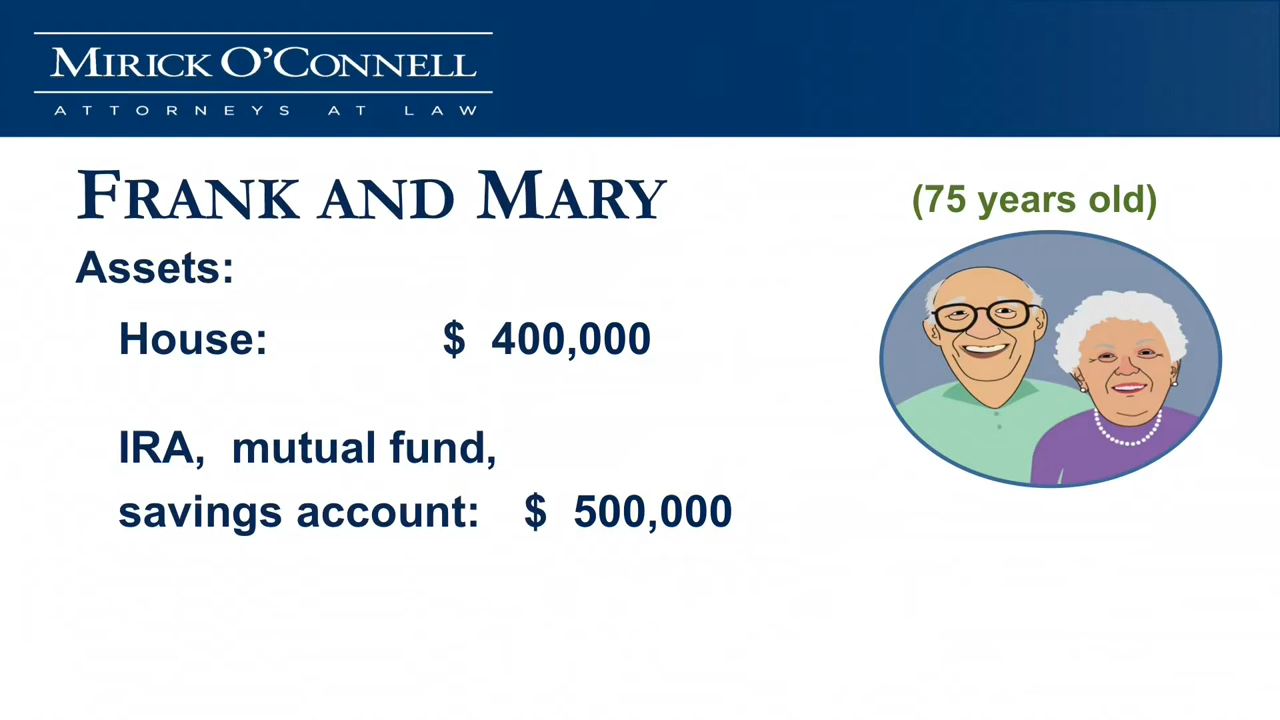 MIRICK O’CONNELL
ATTORNEYS AT LAW
FRANK AND MARY
(75 years old)
Assets:
House: $ 400,000
IRA, mutual fund,
savings account: $ 500,000